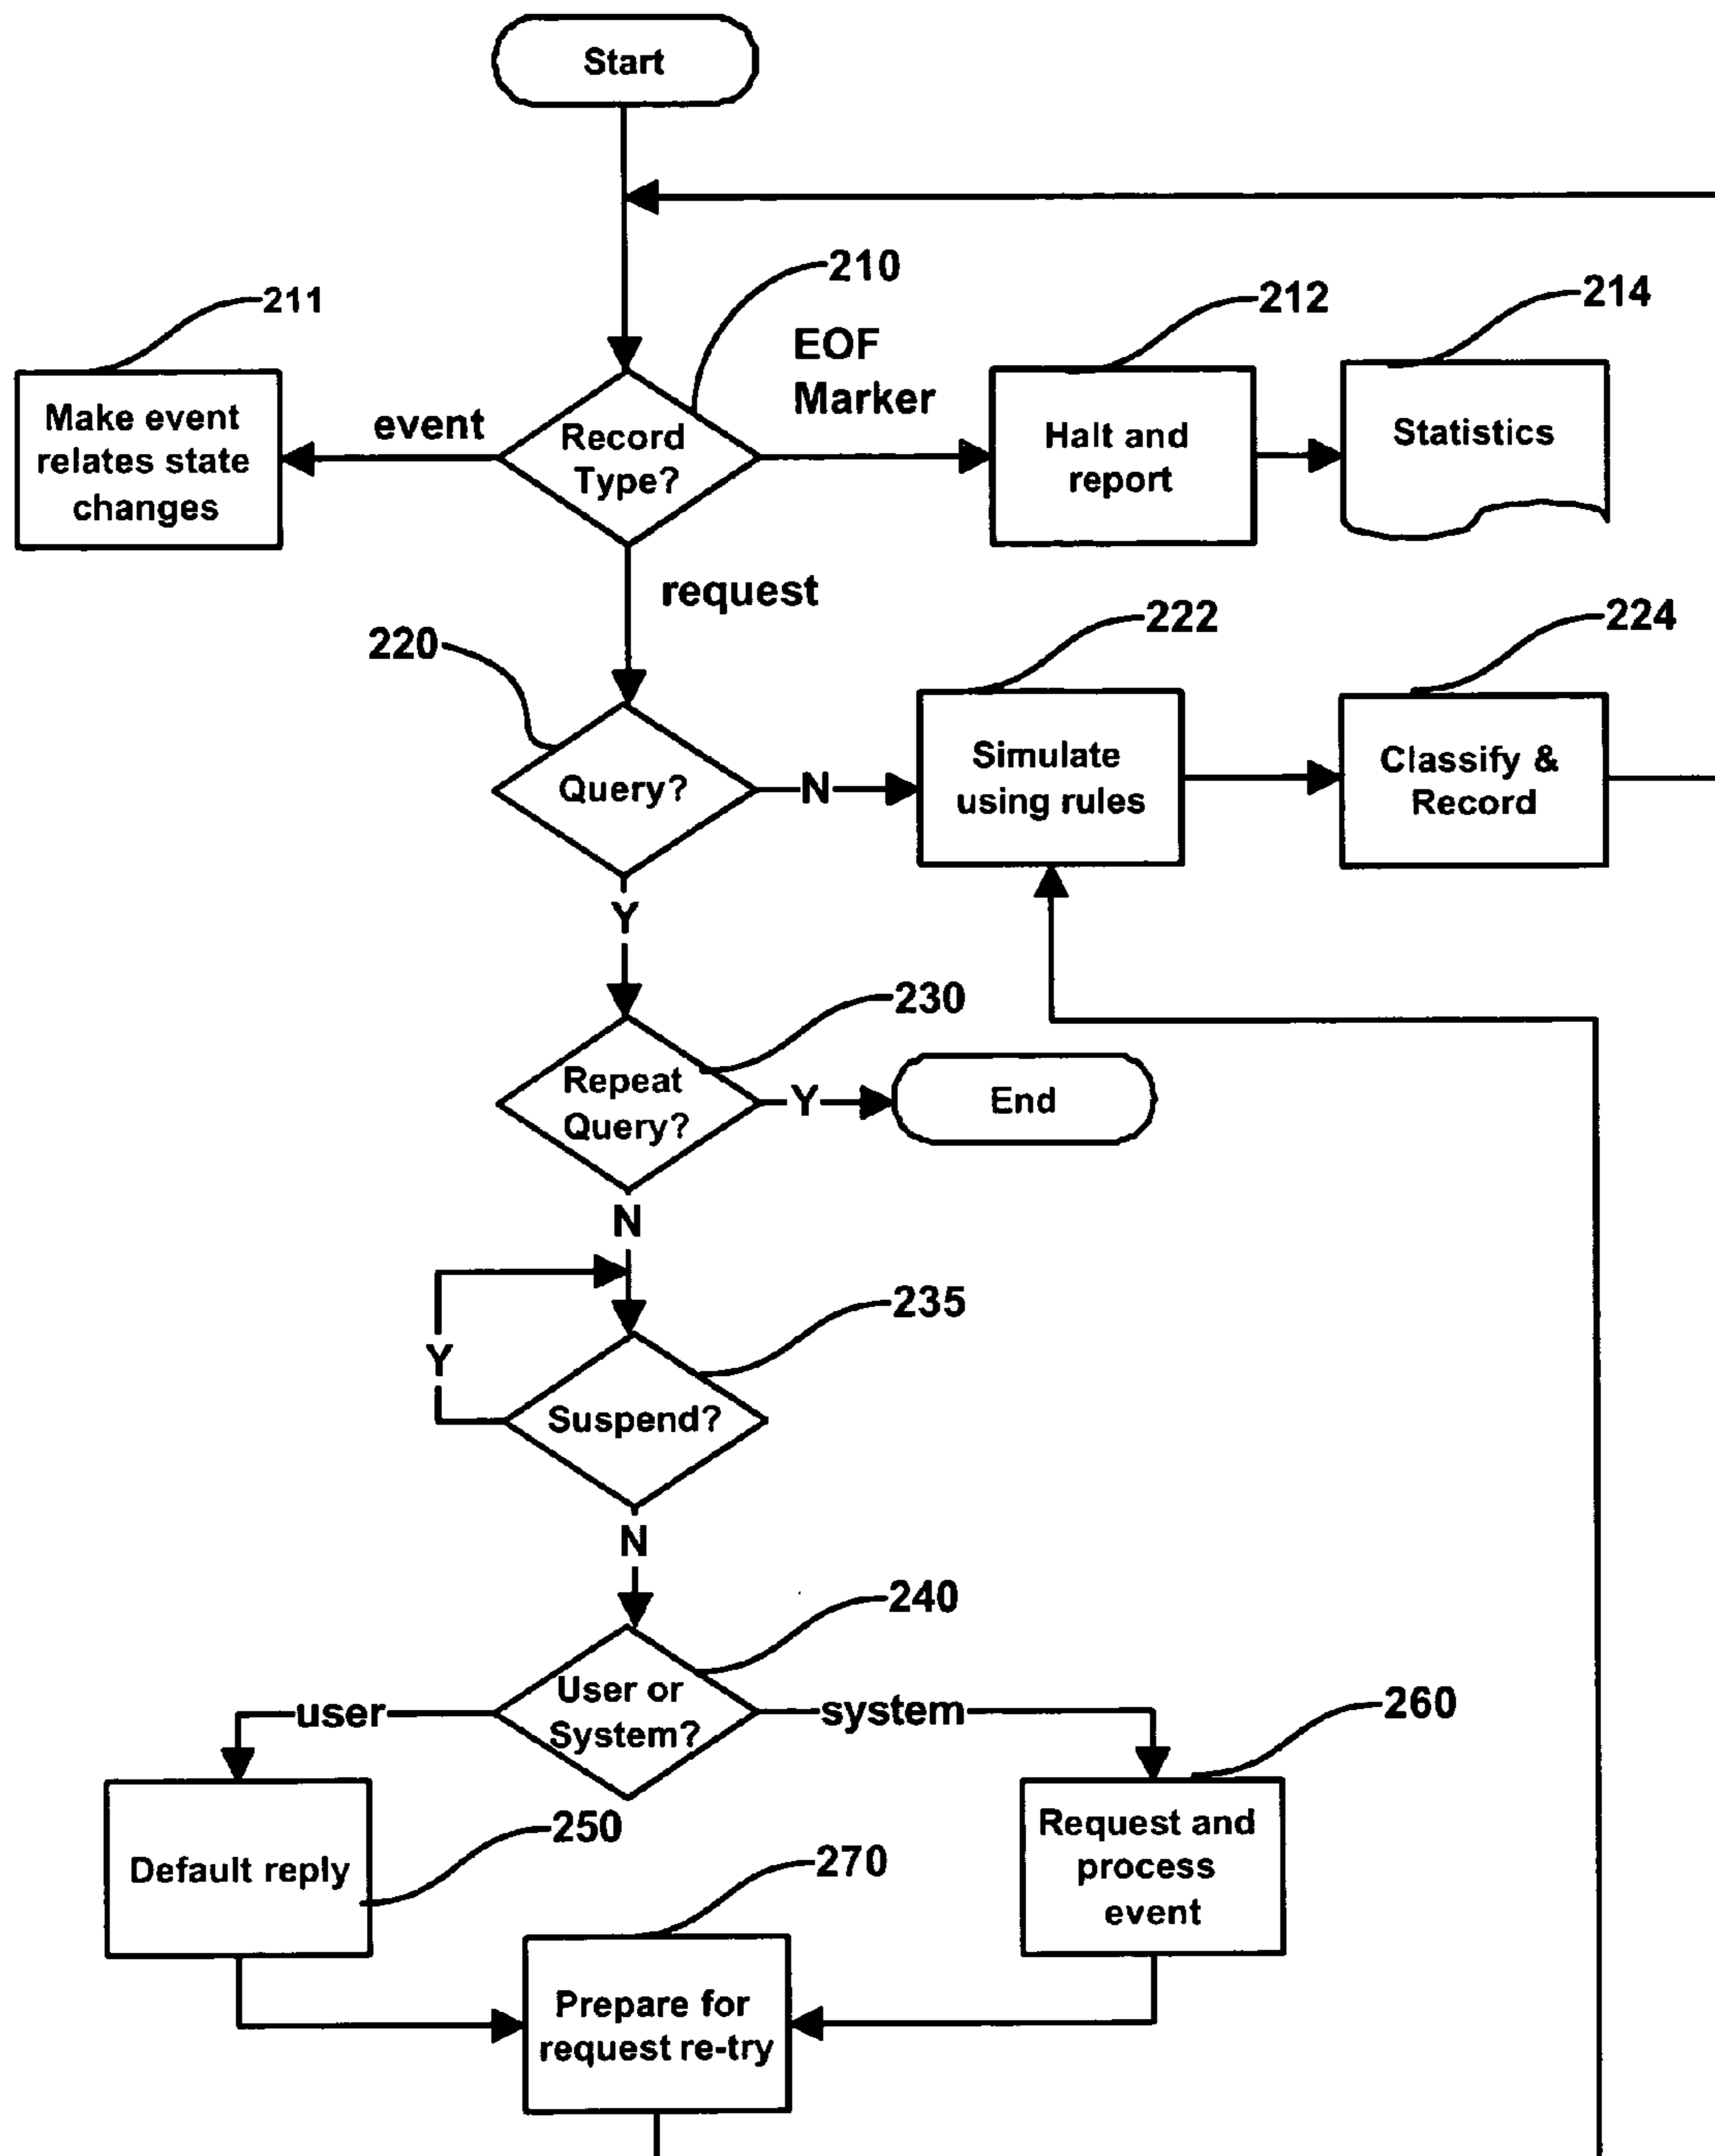 Start
210
211
212
214
EOF
Marker
Make event
relates state
changes
event
Record
Type?
Halt and
report
Statistics
request
220
222
224
Query?
N
Simulate
using rules
Classify &
Record
Y
230
Repeat
Query?
Y
End
N
235
Y
Suspend?
N
240
User or
System?
user
system
260
Default reply
250
270
Request and
process
event
Prepare for
request re-try